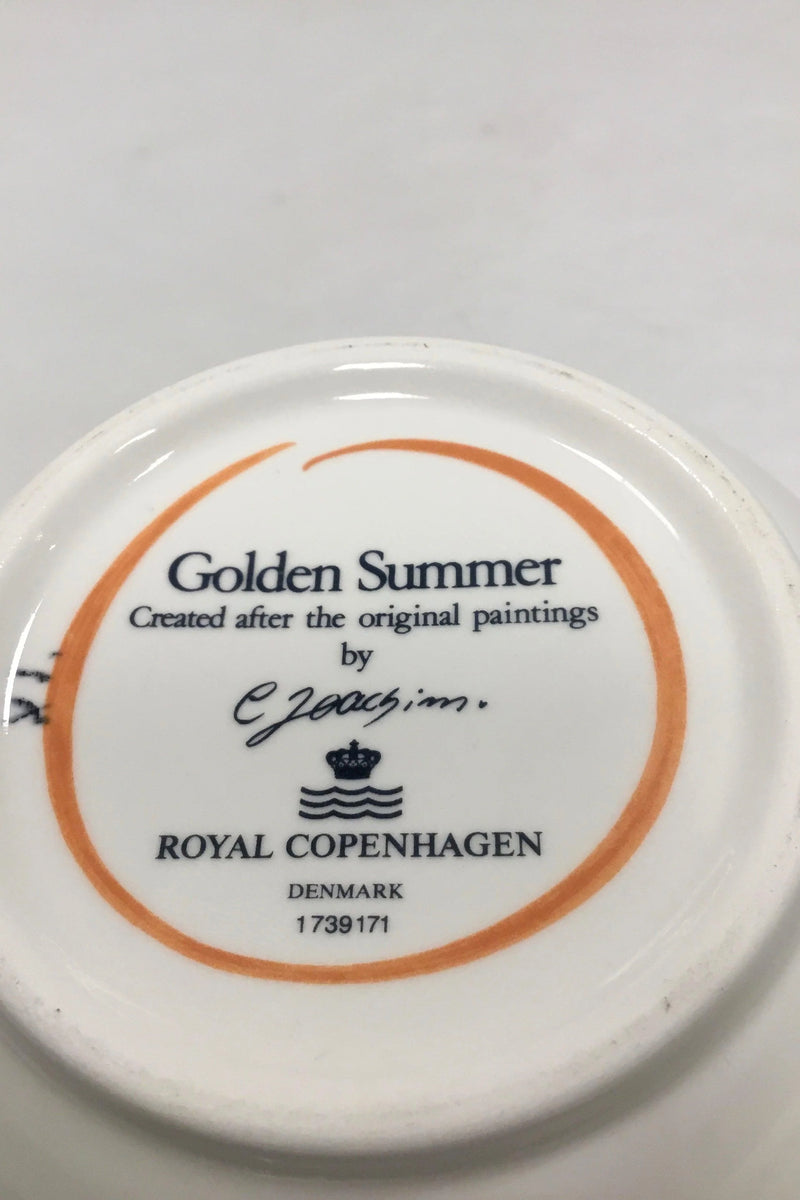 Golden Summer
Created after the original paintings
by
C Joachim.
ROYAL COPENHAGEN
DENMARK
1739171